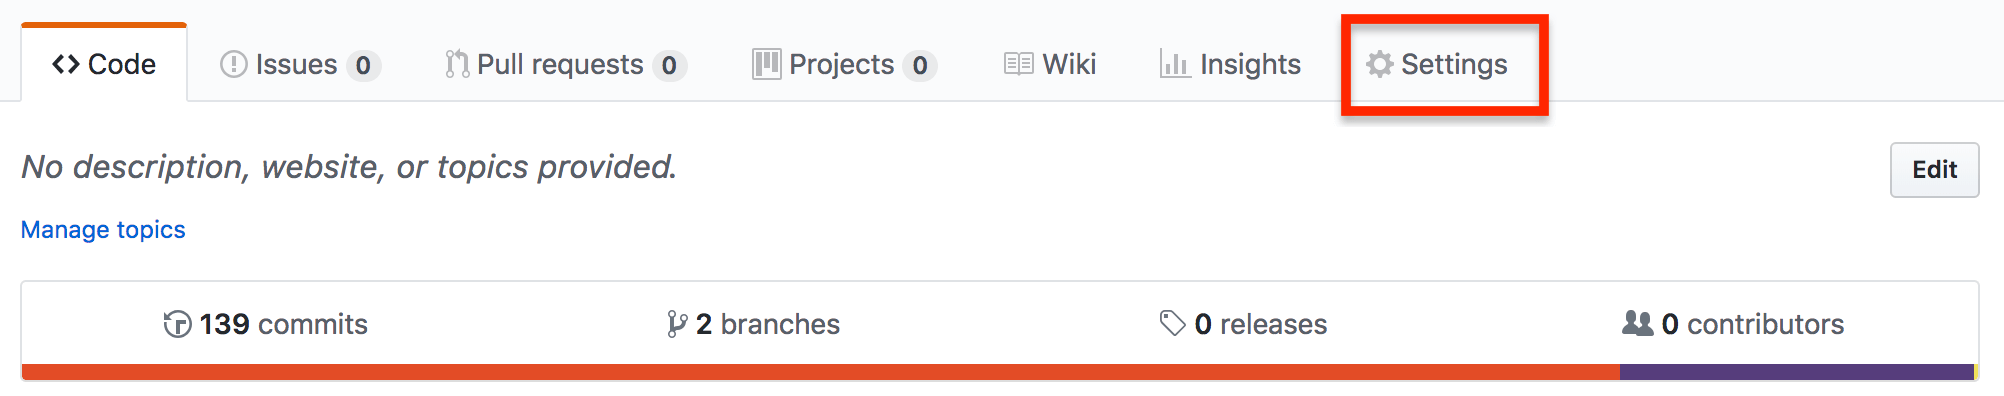 Code Issues 0 Pull requests 0 Projects 0 Wiki Insights Settings
No description, website, or topics provided. Edit
Manage topics
139 commits 2 branches 0 releases 0 contributors